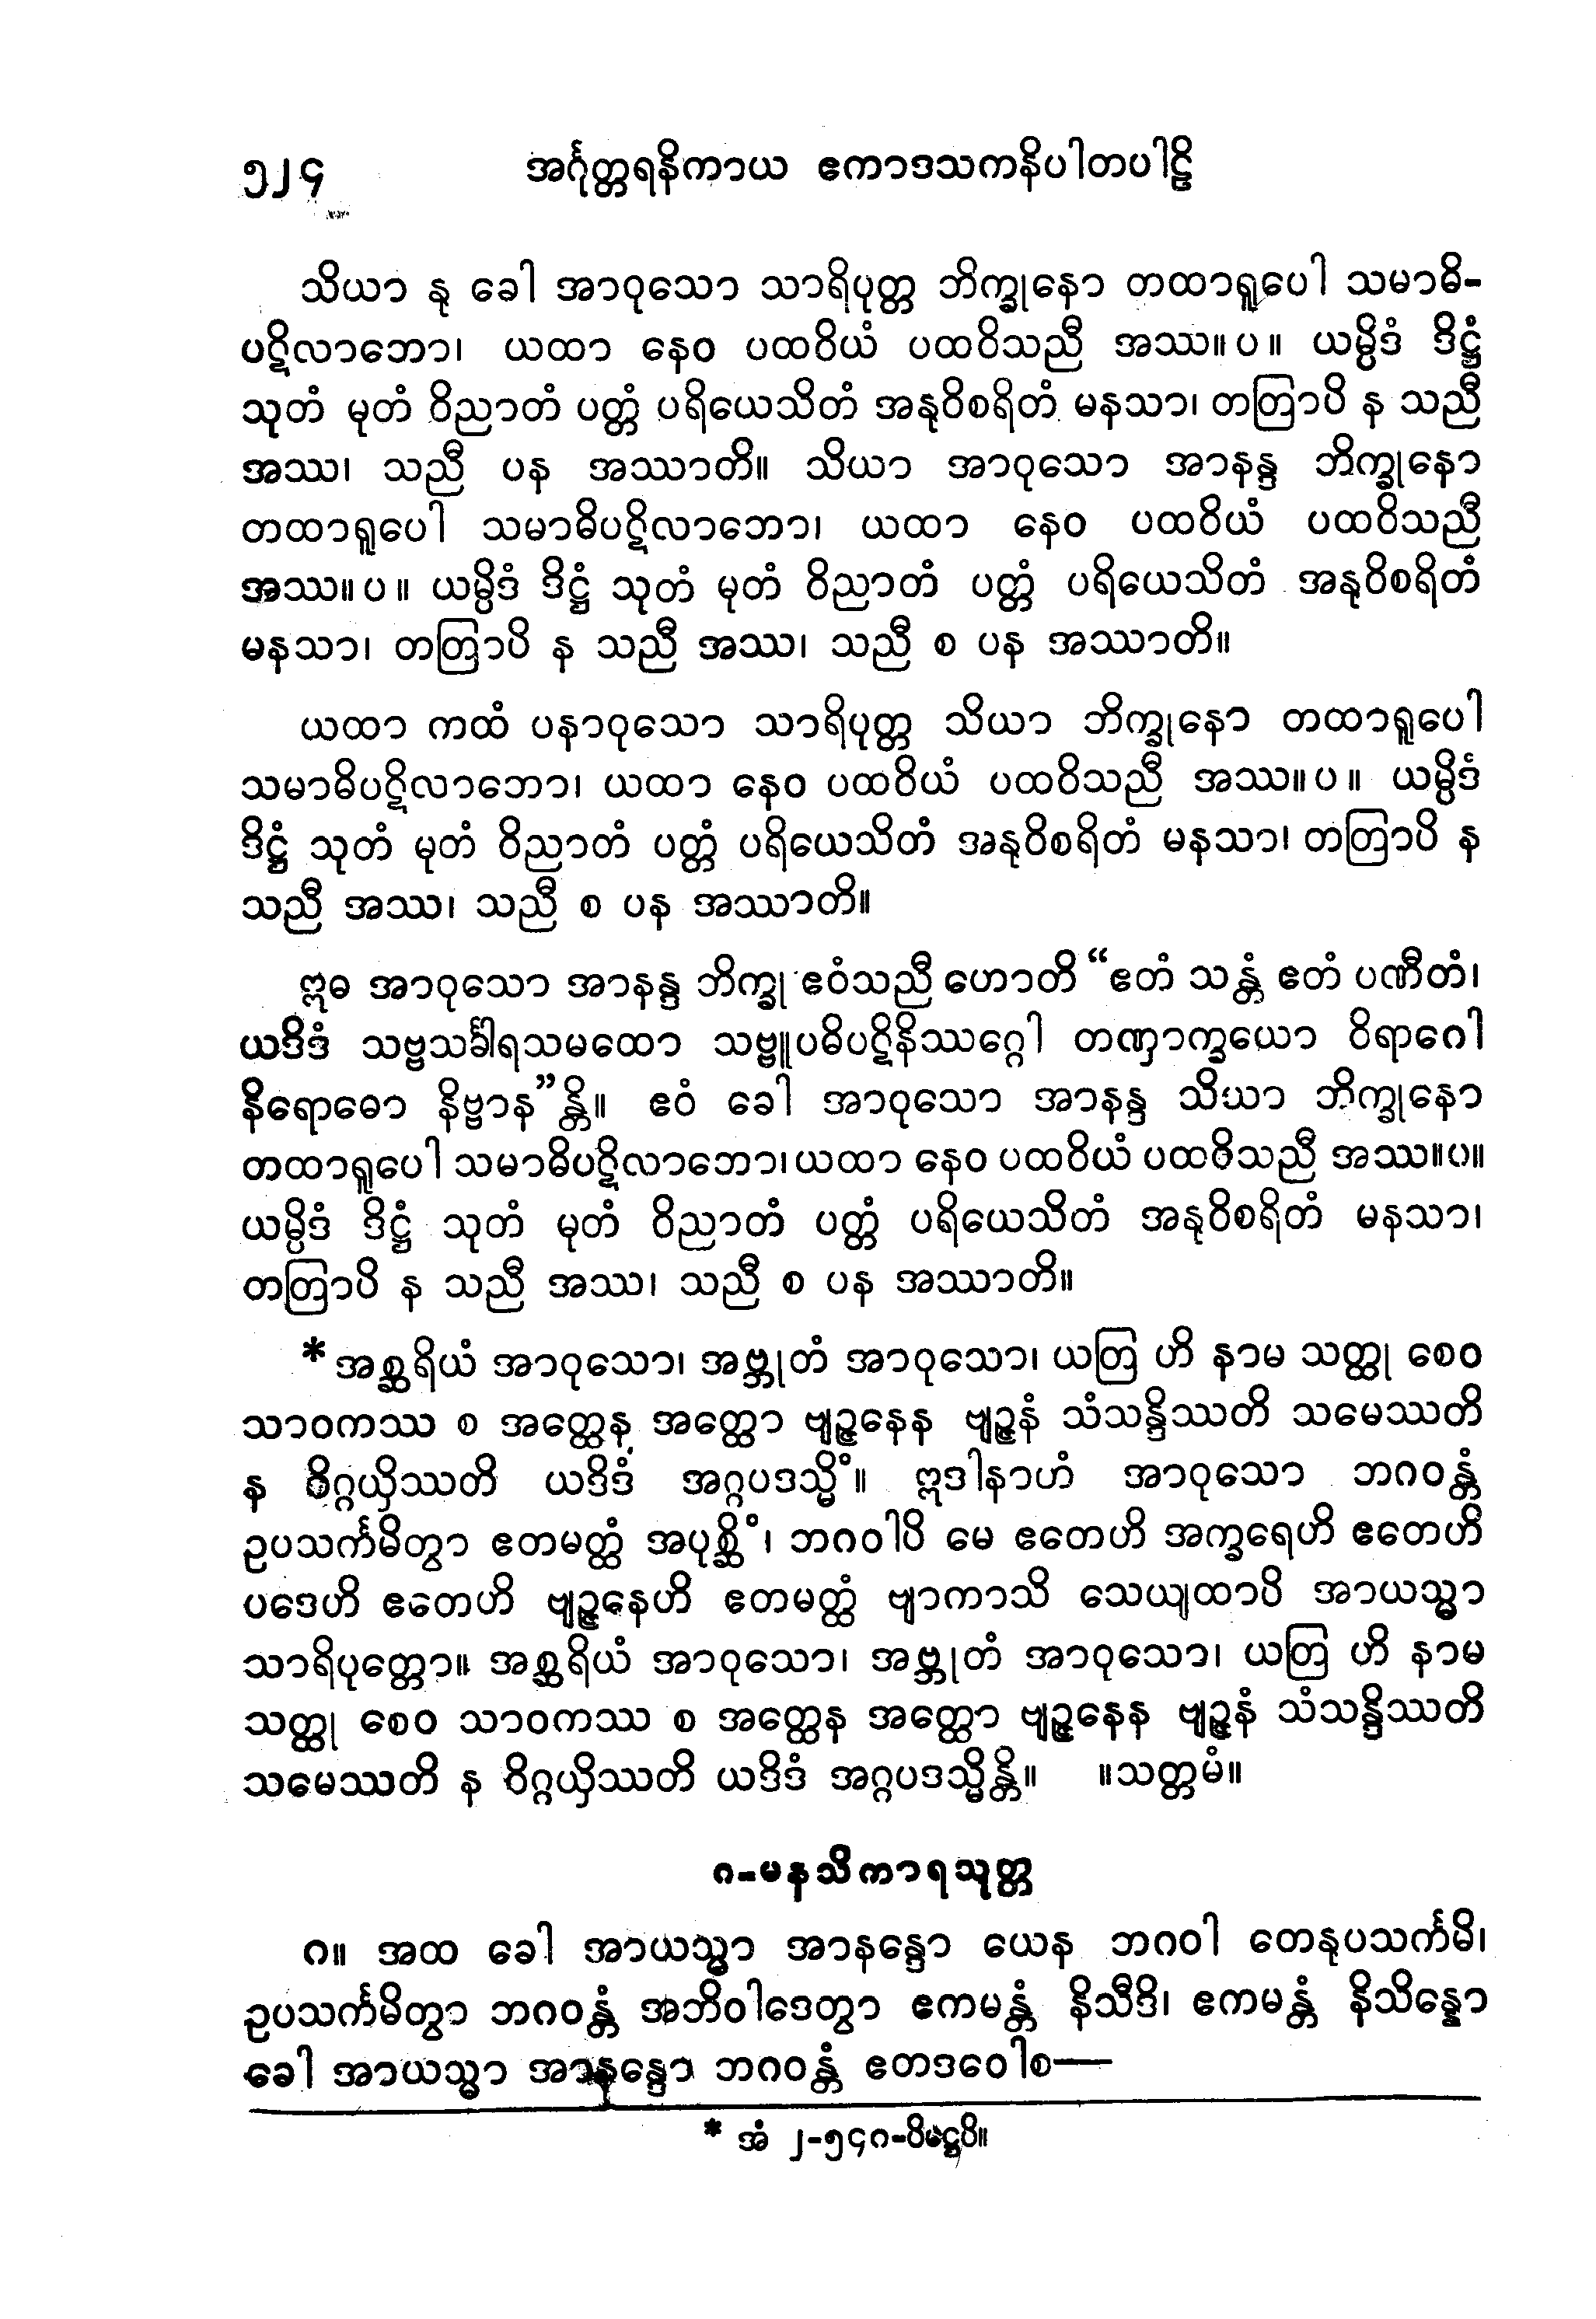 ၅၂၄ အင်္ဂုတ္တရနိကာယ ဧကာဒသကနိပါတပါဠိ
သိယာ နု ခေါ အာဝုသော သာရိပုတ္တ ဘိက္ခုနော တထာရူပေါ သမာဓိ-
ပဋိလာဘော၊ ယထာ နေဝ ပထဝိယံ ပထဝိသညီ အဿ။ပ။ ယမ္ပိဒံ ဒိဋ္ဌံ
သုတံ မုတံ ဝိညာတံ ပတ္တံ ပရိယေသိတံ အနုဝိစရိတံ မနသာ၊ တတြာပိ န သညီ
အဿ၊ သညီ ပန အဿာတိ။ သိယာ အာဝုသော အာနန္ဒ ဘိက္ခုနော
တထာရူပေါ သမာဓိပဋိလာဘော၊ ယထာ နေဝ ပထဝိယံ ပထဝိသညီ
အဿ။ပ။ ယမ္ပိဒံ ဒိဋ္ဌံ သုတံ မုတံ ဝိညာတံ ပတ္တံ ပရိယေသိတံ အနုဝိစရိတံ
မနသာ၊ တတြာပိ န သညီ အဿ၊ သညီ စ ပန အဿာတိ။
ယထာ ကထံ ပနာဝုသော သာရိပုတ္တ သိယာ ဘိက္ခုနော တထာရူပေါ
သမာဓိပဋိလာဘော၊ ယထာ နေဝ ပထဝိယံ ပထဝိသညီ အဿ။ပ။ ယမ္ပိဒံ
ဒိဋ္ဌံ သုတံ မုတံ ဝိညာတံ ပတ္တံ ပရိယေသိတံ အနုဝိစရိတံ မနသာ၊ တတြာပိ န
သညီ အဿ၊ သညီ စ ပန အဿာတိ။
ဣဓ အာဝုသော အာနန္ဒ ဘိက္ခု ဧဝံသညီ ဟောတိ “ဧတံ သန္တံ ဧတံ ပဏီတံ၊
ယဒိဒံ သဗ္ဗသင်္ခါရသမထော သဗ္ဗူပဓိပဋိနိဿဂ္ဂေါ တဏှာက္ခယော ဝိရာဂေါ
နိရောဓော နိဗ္ဗာန”န္တိ။ ဧဝံ ခေါ အာဝုသော အာနန္ဒ သိယာ ဘိက္ခုနော
တထာရူပေါ သမာဓိပဋိလာဘော၊ ယထာ နေဝ ပထဝိယံ ပထဝိသညီ အဿ။ပ။
ယမ္ပိဒံ ဒိဋ္ဌံ သုတံ မုတံ ဝိညာတံ ပတ္တံ ပရိယေသိတံ အနုဝိစရိတံ မနသာ၊
တတြာပိ န သညီ အဿ၊ သညီ စ ပန အဿာတိ။
* အစ္ဆရိယံ အာဝုသော၊ အဗ္ဘုတံ အာဝုသော၊ ယတြ ဟိ နာမ သတ္ထု စေဝ
သာဝကဿ စ အတ္ထေန အတ္ထော ဗျဉ္ဇနေန ဗျဉ္ဇနံ သံသန္ဒိဿတိ သမေဿတိ
န ဝိဂ္ဂယှိဿတိ ယဒိဒံ အဂ္ဂပဒသ္မိံ။ ဣဒါနာဟံ အာဝုသော ဘဂဝန္တံ
ဥပသင်္ကမိတွာ ဧတမတ္ထံ အပုစ္ဆိံ၊ ဘဂဝါပိ မေ ဧတေဟိ အက္ခရေဟိ ဧတေဟိ
ပဒေဟိ ဧတေဟိ ဗျဉ္ဇနေဟိ ဧတမတ္ထံ ဗျာကာသိ သေယျထာပိ အာယသ္မာ
သာရိပုတ္တော။ အစ္ဆရိယံ အာဝုသော၊ အဗ္ဘုတံ အာဝုသော၊ ယတြ ဟိ နာမ
သတ္ထု စေဝ သာဝကဿ စ အတ္ထေန အတ္ထော ဗျဉ္ဇနေန ဗျဉ္ဇနံ သံသန္ဒိဿတိ
သမေဿတိ န ဝိဂ္ဂယှိဿတိ ယဒိဒံ အဂ္ဂပဒသ္မိန္တိ။ ။သတ္တမံ။
၈-မနသိကာရသုတ္တ
၈။ အထ ခေါ အာယသ္မာ အာနန္ဒော ယေန ဘဂဝါ တေနုပသင်္ကမိ၊
ဥပသင်္ကမိတွာ ဘဂဝန္တံ အဘိဝါဒေတွာ ဧကမန္တံ နိသီဒိ၊ ဧကမန္တံ နိသိန္နော
ခေါ အာယသ္မာ အာနန္ဒော ဘဂဝန္တံ ဧတဒဝေါစ—
* အံ ၂-၅၄၈-ပိဋ္ဌေပိ။